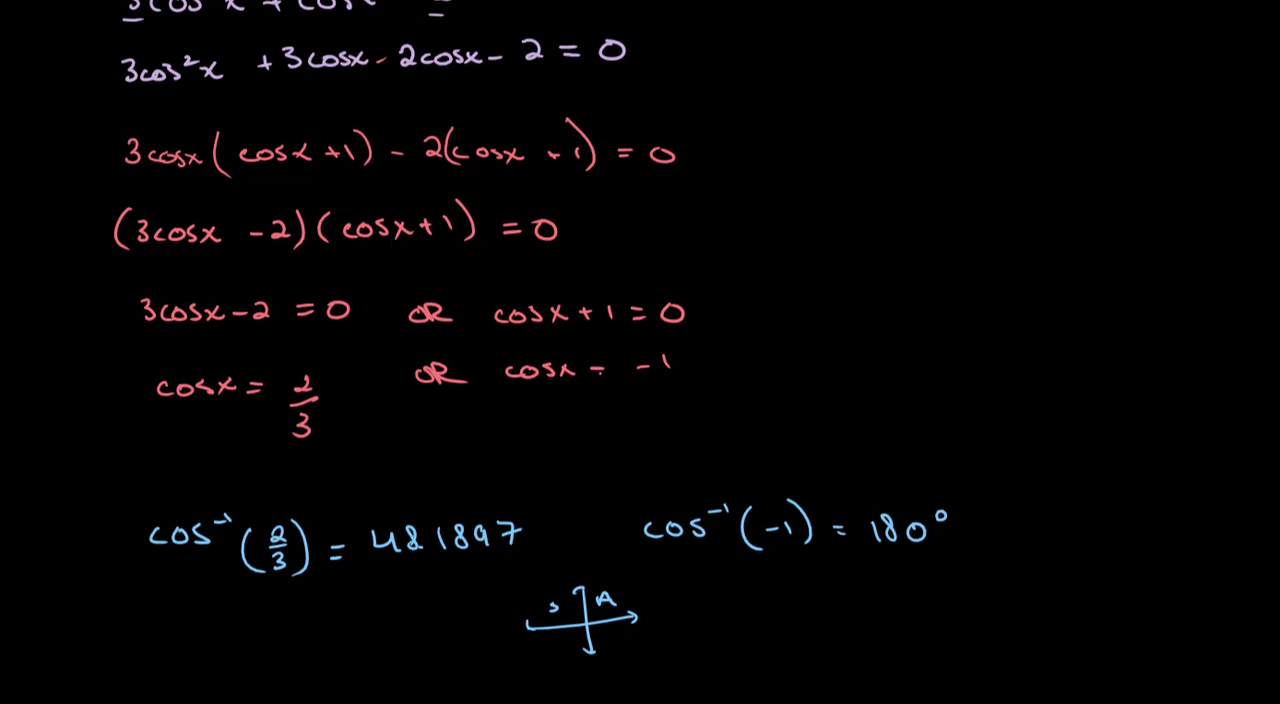 3cos²x + cosx
3cos²x + 3cosx - 2cosx - 2 = 0
3cosx (cosx + 1) - 2(cosx + 1) = 0
(3cosx - 2)(cosx + 1) = 0
3cosx - 2 = 0 OR cosx + 1 = 0
cosx = 2/3 OR cosx = -1
cos⁻¹(2/3) = 48.1897 cos⁻¹(-1) = 180°
S A